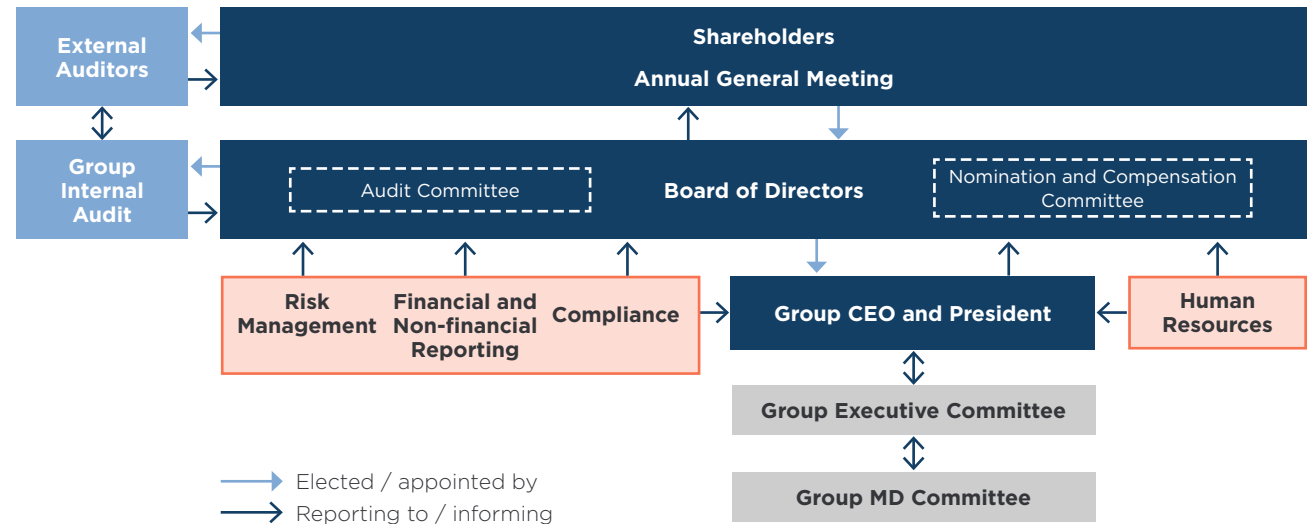 External
Auditors
Shareholders
Annual General Meeting
Group
Internal
Audit
Audit Committee
Board of Directors
Nomination and Compensation
Committee
Risk
Management
Financial and
Non-financial
Reporting
Compliance
Group CEO and President
Human
Resources
Group Executive Committee
Group MD Committee
Elected / appointed by
Reporting to / informing